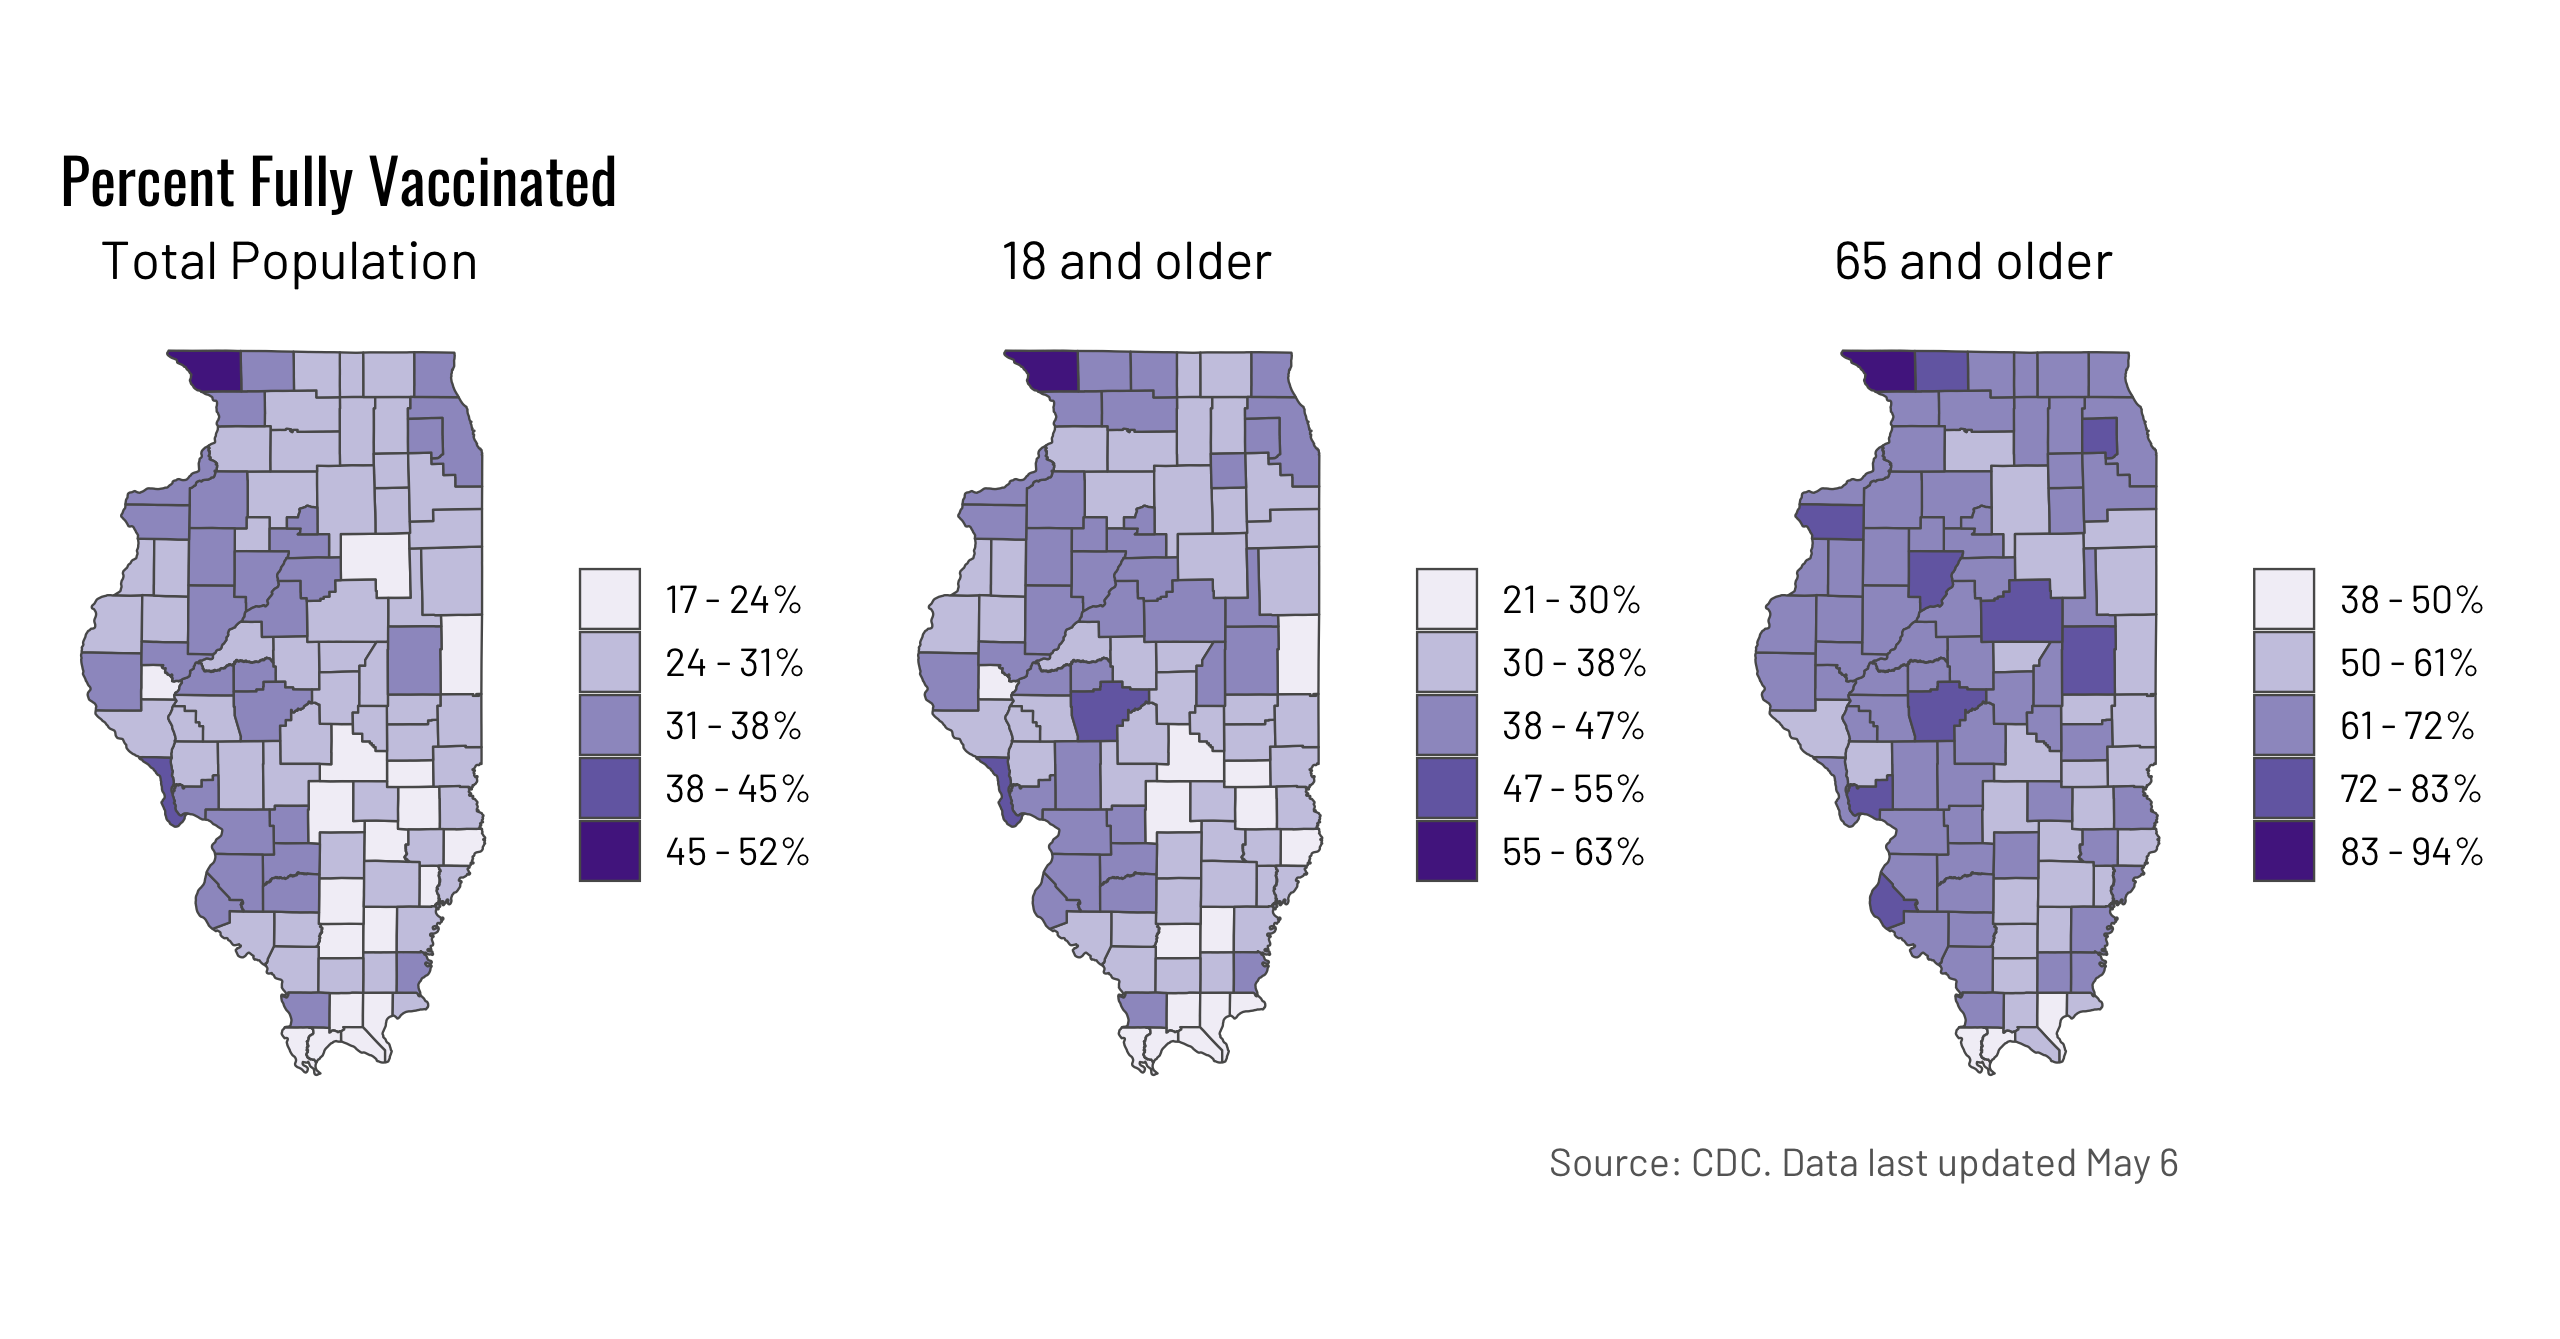 Percent Fully Vaccinated
Total Population
18 and older
65 and older
17 - 24%
24 - 31%
31 - 38%
38 - 45%
45 - 52%
21 - 30%
30 - 38%
38 - 47%
47 - 55%
55 - 63%
38 - 50%
50 - 61%
61 - 72%
72 - 83%
83 - 94%
Source: CDC. Data last updated May 6